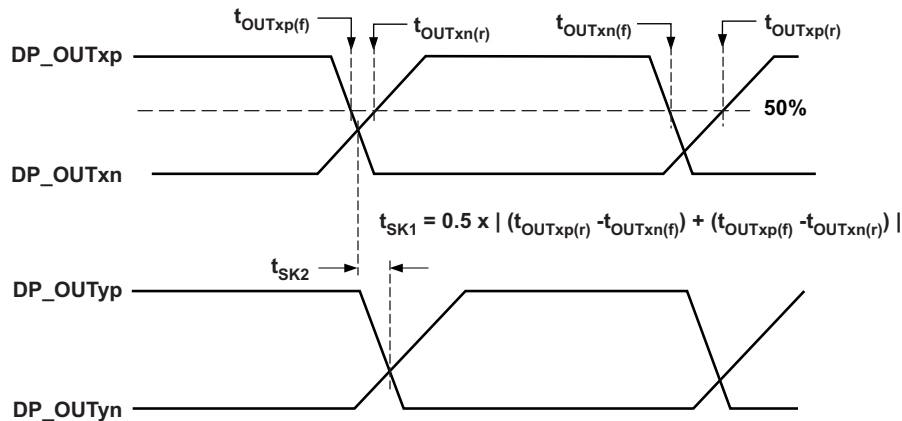 tOUTxp(f)
tOUTxn(r)
tOUTxn(f)
tOUTxp(r)
DP_OUTxp
50%
DP_OUTxn
tSK1 = 0.5 x | (tOUTxp(r) -tOUTxn(f)) + (tOUTxp(f) -tOUTxn(r)) |
tSK2
DP_OUTyp
DP_OUTyn